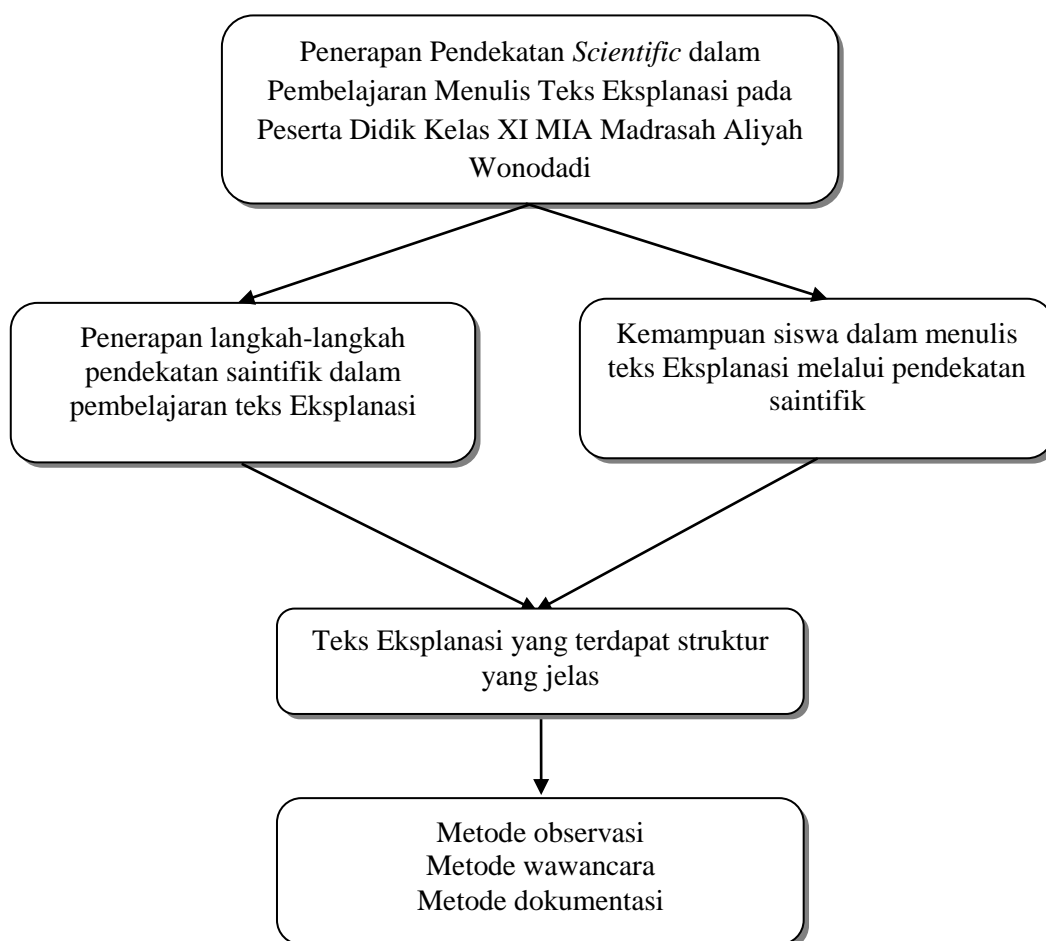 Penerapan Pendekatan Scientific dalam
Pembelajaran Menulis Teks Eksplanasi pada
Peserta Didik Kelas XI MIA Madrasah Aliyah
Wonodadi
Penerapan langkah-langkah
pendekatan saintifik dalam
pembelajaran teks Eksplanasi
Kemampuan siswa dalam menulis
teks Eksplanasi melalui pendekatan
saintifik
Teks Eksplanasi yang terdapat struktur
yang jelas
Metode observasi
Metode wawancara
Metode dokumentasi